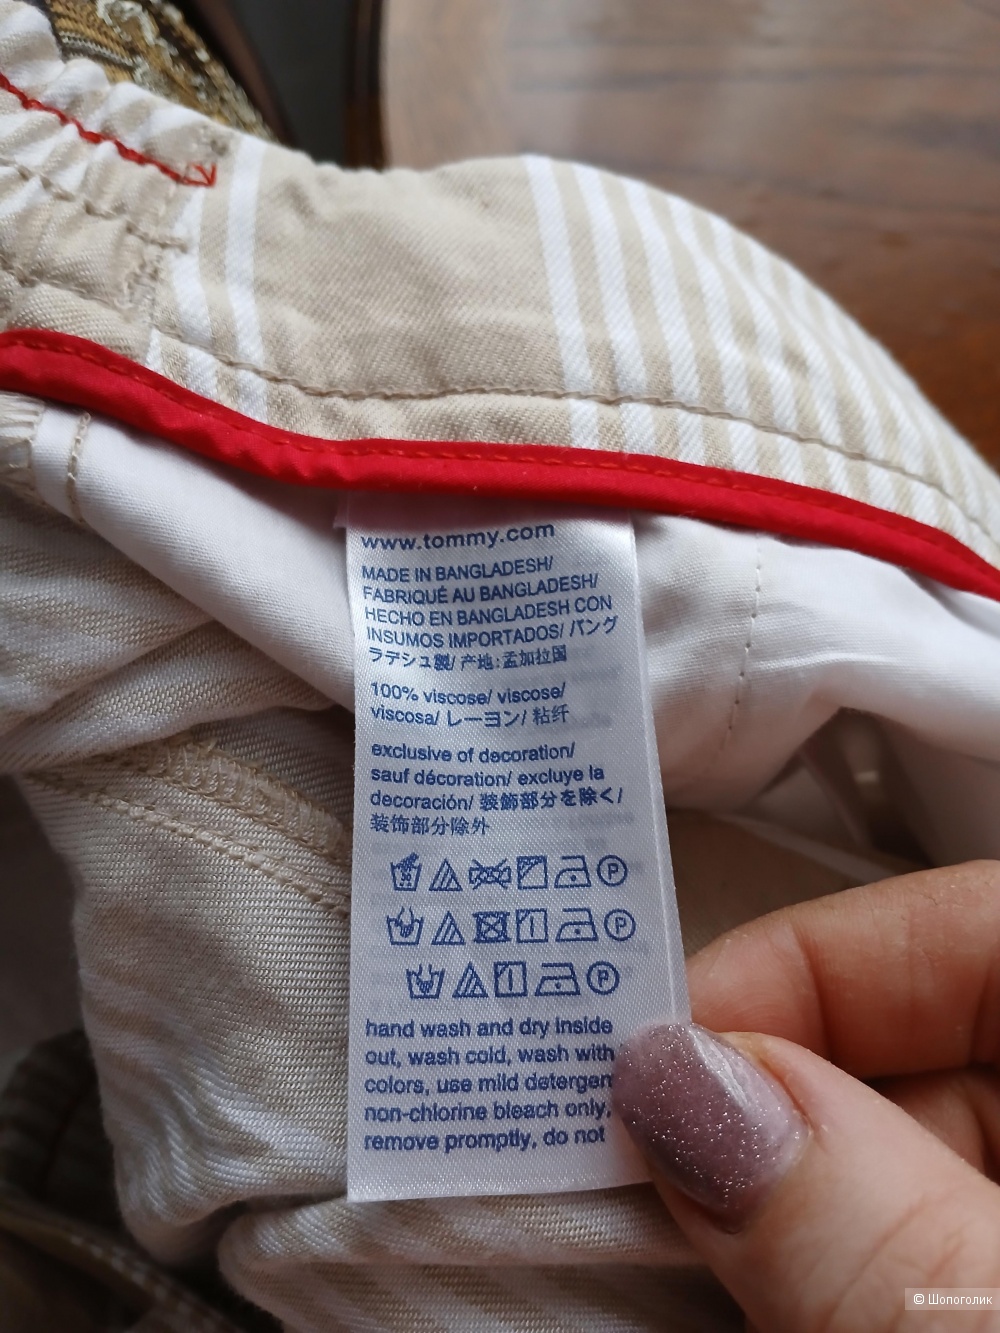 www.tommy.com
MADE IN BANGLADESH/
FABRIQUÉ AU BANGLADESH/
HECHO EN BANGLADESH CON
INSUMOS IMPORTADOS/ バング
ラデシュ製/ 产地:孟加拉国
100% viscose/ viscose/
viscosa/ レーヨン/ 粘纤
exclusive of decoration/
sauf décoration/ excluye la
decoración/ 装飾部分を除く/
装饰部分除外
P
P
P
hand wash and dry inside
out, wash cold, wash with
colors, use mild detergen
non-chlorine bleach only,
remove promptly, do not
© Шопоголик